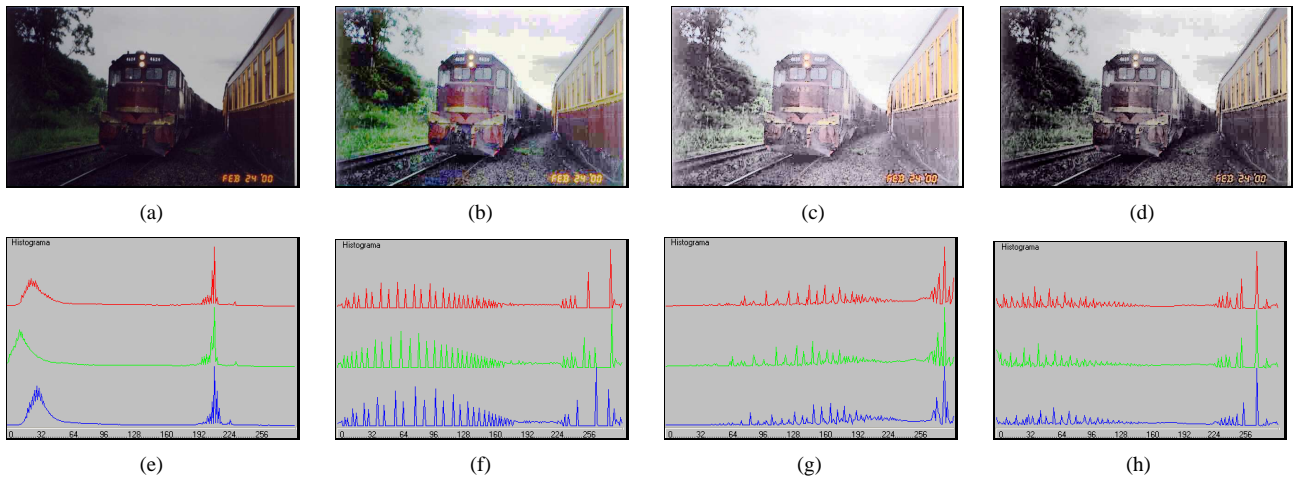 FEB 24 '00
FEB 24 '00
FEB 24 '00
FEB 24 '00
(a)
(b)
(c)
(d)
Histograma
Histograma
Histograma
Histograma
0 32 64 96 128 160 192 224 256
0 32 64 96 128 160 192 224 256
0 32 64 96 128 160 192 224 256
0 32 64 96 128 160 192 224 256
(e)
(f)
(g)
(h)